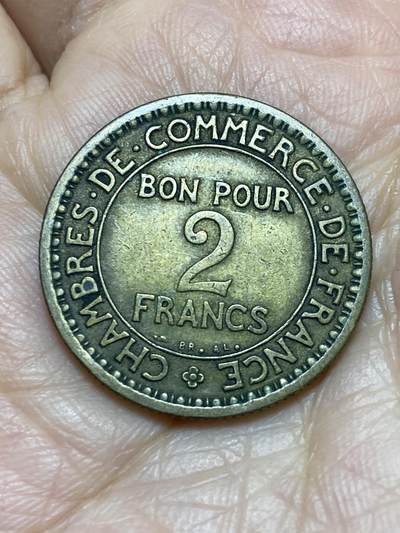 CHAMBRES·DE·COMMERCE·DE·FRANCE
BON POUR
2
FRANCS